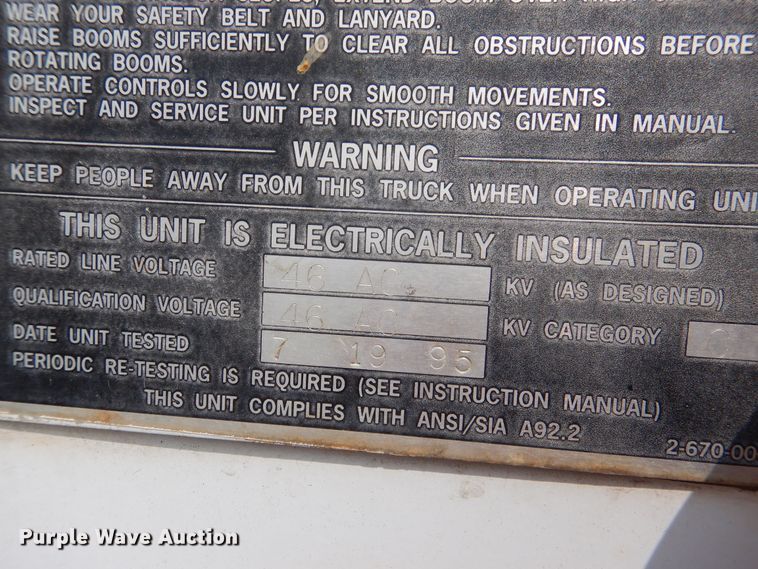 WEAR YOUR SAFETY BELT AND LANYARD.
RAISE BOOMS SUFFICIENTLY TO CLEAR ALL OBSTRUCTIONS BEFORE
ROTATING BOOMS.
OPERATE CONTROLS SLOWLY FOR SMOOTH MOVEMENTS.
INSPECT AND SERVICE UNIT PER INSTRUCTIONS GIVEN IN MANUAL.
WARNING
KEEP PEOPLE AWAY FROM THIS TRUCK WHEN OPERATING UNI
THIS UNIT IS ELECTRICALLY INSULATED
RATED LINE VOLTAGE 46 AC KV (AS DESIGNED)
QUALIFICATION VOLTAGE 46 AC KV CATEGORY C
DATE UNIT TESTED 7 19 95
PERIODIC RE-TESTING IS REQUIRED (SEE INSTRUCTION MANUAL)
THIS UNIT COMPLIES WITH ANSI/SIA A92.2
2-670-00
Purple Wave Auction